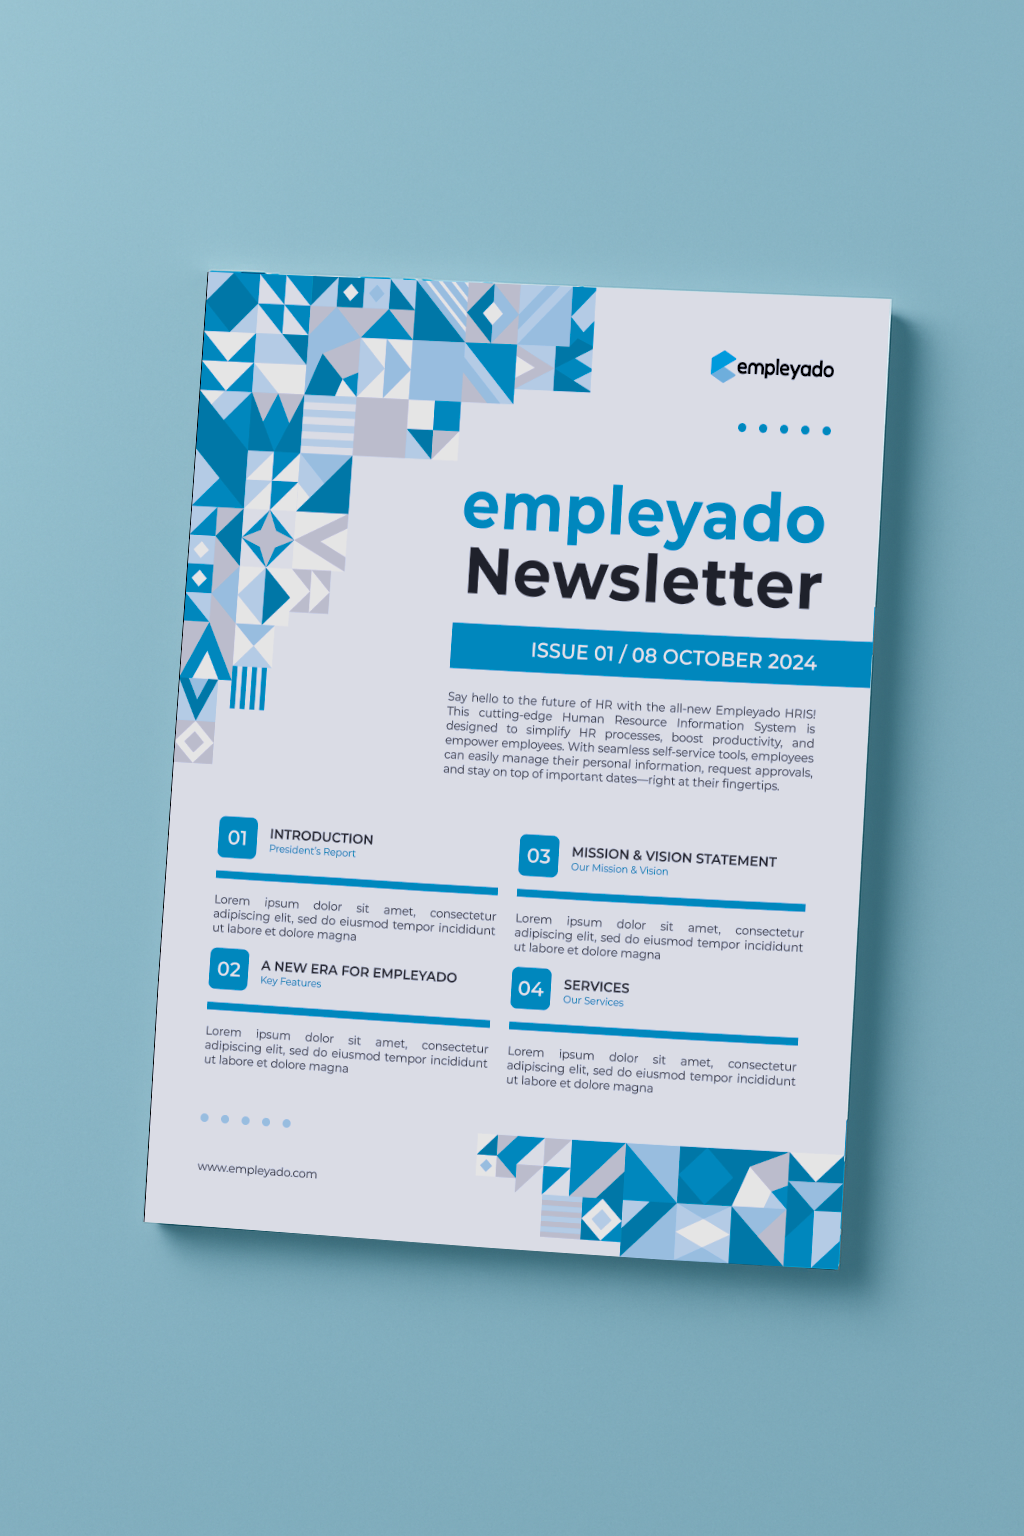 empleyado
empleyado
Newsletter
ISSUE 01 / 08 OCTOBER 2024
Say hello to the future of HR with the all-new Empleyado HRIS!
This cutting-edge Human Resource Information System is
designed to simplify HR processes, boost productivity, and
empower employees. With seamless self-service tools, employees
can easily manage their personal information, request approvals,
and stay on top of important dates—right at their fingertips.
01
INTRODUCTION
President's Report
Lorem ipsum dolor sit amet, consectetur
adipiscing elit, sed do eiusmod tempor incididunt
ut labore et dolore magna
02
A NEW ERA FOR EMPLEYADO
Key Features
Lorem ipsum dolor sit amet, consectetur
adipiscing elit, sed do eiusmod tempor incididunt
ut labore et dolore magna
03
MISSION & VISION STATEMENT
Our Mission & Vision
Lorem ipsum dolor sit amet, consectetur
adipiscing elit, sed do eiusmod tempor incididunt
ut labore et dolore magna
04
SERVICES
Our Services
Lorem ipsum dolor sit amet, consectetur
adipiscing elit, sed do eiusmod tempor incididunt
ut labore et dolore magna
www.empleyado.com